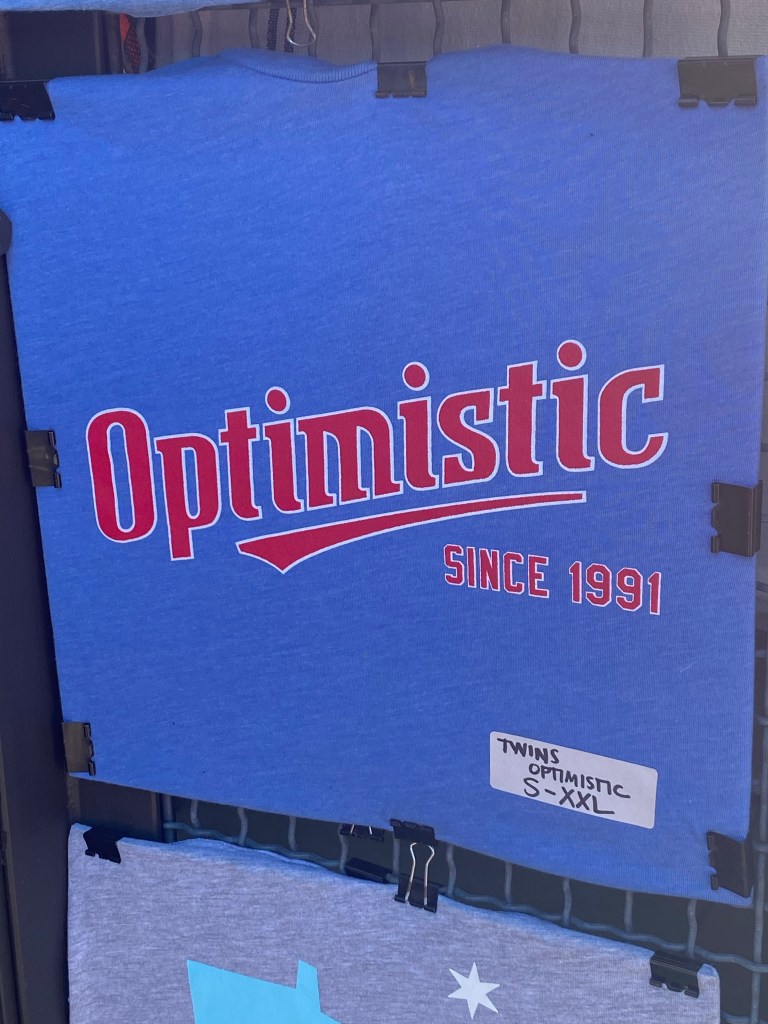 Optimistic
SINCE 1991
TWINS
OPTIMISTIC
S-XXL